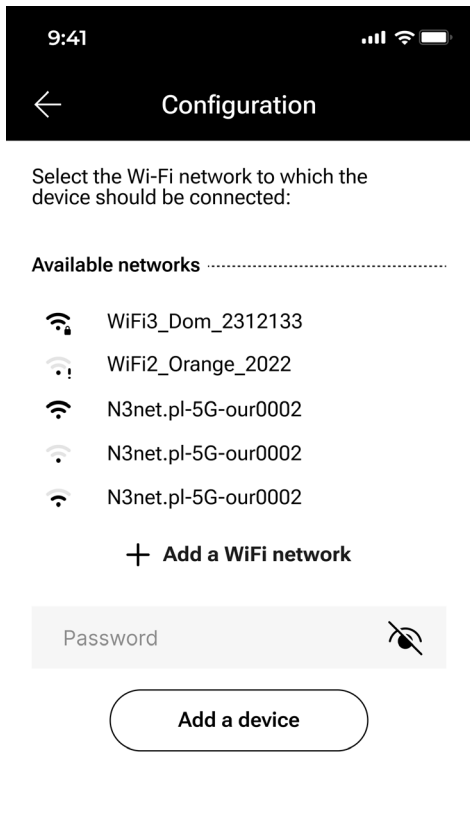 9:41
Configuration
Select the Wi-Fi network to which the
device should be connected:
Available networks
WiFi3_Dom_2312133
WiFi2_Orange_2022
N3net.pl-5G-our0002
N3net.pl-5G-our0002
N3net.pl-5G-our0002
Add a WiFi network
Password
Add a device